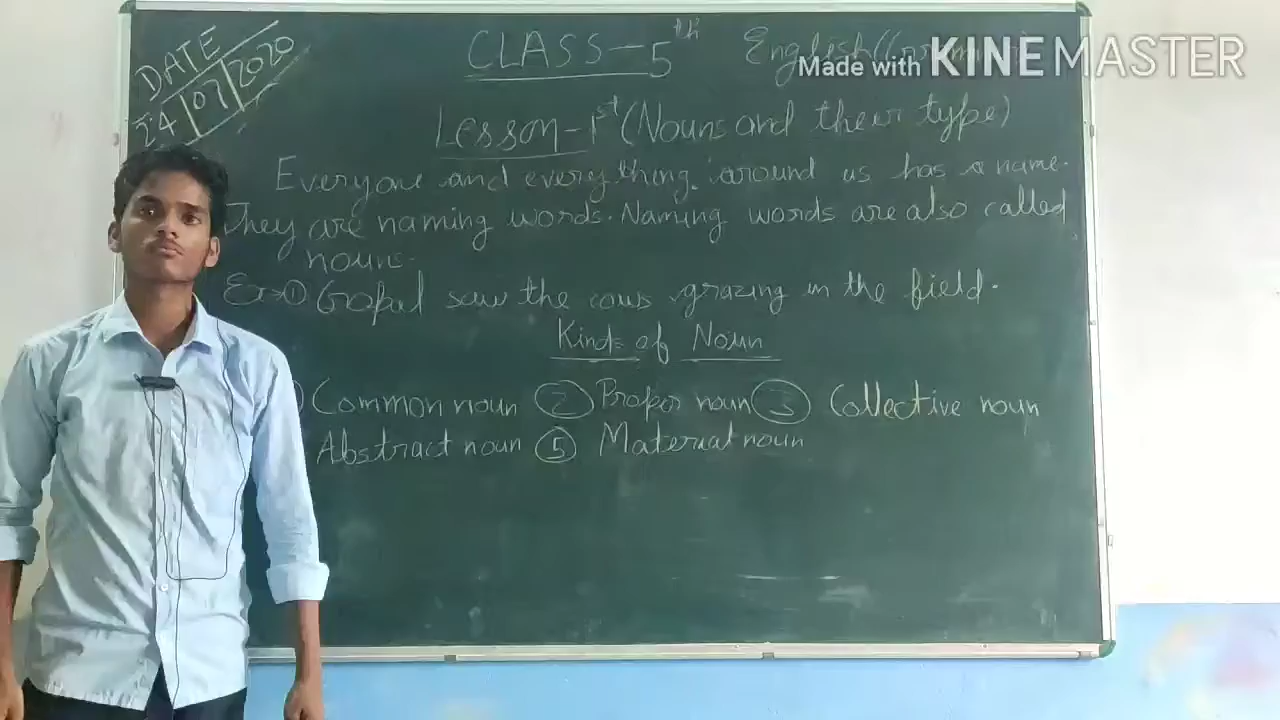 DATE
24/07/2020
CLASS - 5th English (
Made with KINEMASTER
Lesson - 1st (Nouns and their type)
Everyone and everything around us has a name.
They are naming words. Naming words are also called
nouns.
Ex-① Gopal saw the cows grazing in the field.
Kinds of Noun
Common noun ② Proper noun ③ Collective noun
Abstract noun ⑤ Material noun